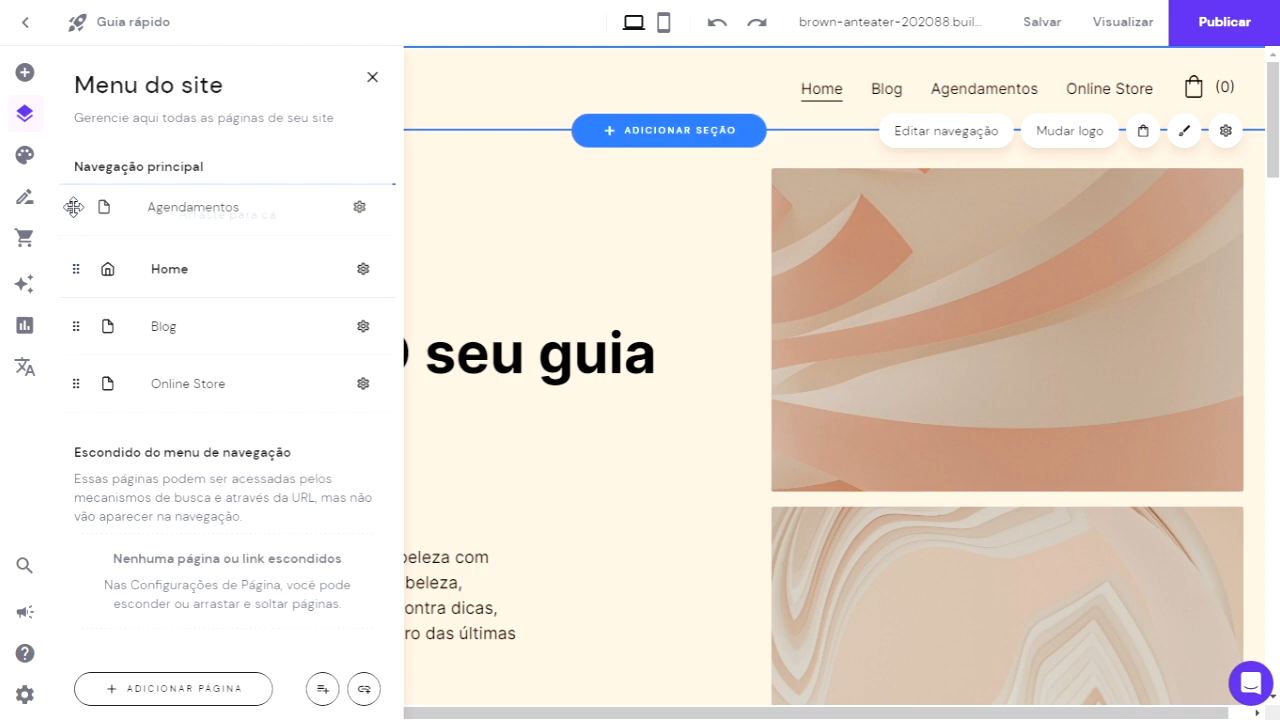 Guia rápido
brown-anteater-202088.buil...
Salvar
Visualizar
Publicar
Menu do site
Gerencie aqui todas as páginas de seu site
Navegação principal
Agendamentos
Arraste para cá
Home
Blog
Online Store
Escondido do menu de navegação
Essas páginas podem ser acessadas pelos
mecanismos de busca e através da URL, mas não
vão aparecer na navegação.
Nenhuma página ou link escondidos
Nas Configurações de Página, você pode
esconder ou arrastar e soltar páginas.
ADICIONAR PÁGINA
Home
Blog
Agendamentos
Online Store
(0)
ADICIONAR SEÇÃO
Editar navegação
Mudar logo
seu guia
beleza com
beleza,
ontra dicas,
ro das últimas